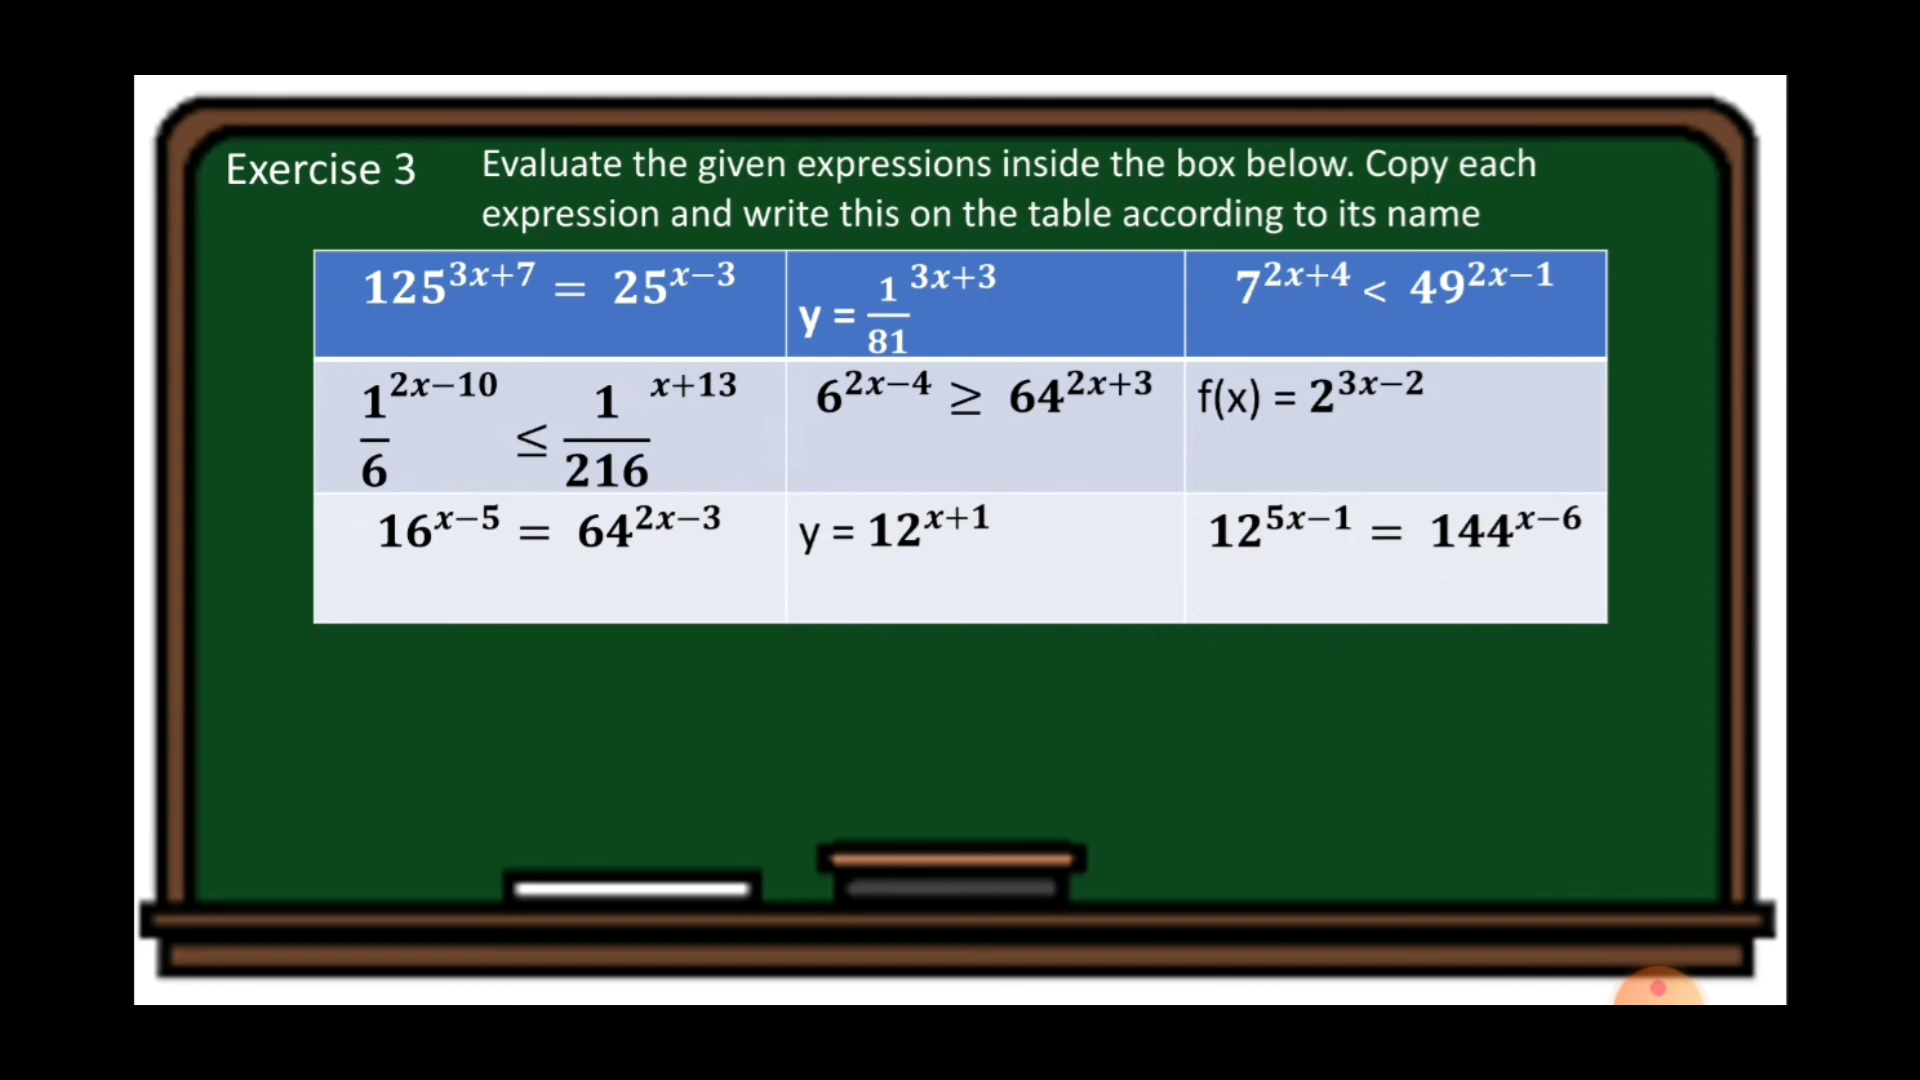 Exercise 3
Evaluate the given expressions inside the box below. Copy each
expression and write this on the table according to its name
125^{3x+7} = 25^{x−3}
y = \frac{1}{81}^{3x+3}
7^{2x+4} < 49^{2x−1}
\frac{1}{6}^{2x−10} ≤ \frac{1}{216}^{x+13}
6^{2x−4} ≥ 64^{2x+3}
f(x) = 2^{3x−2}
16^{x−5} = 64^{2x−3}
y = 12^{x+1}
12^{5x−1} = 144^{x−6}